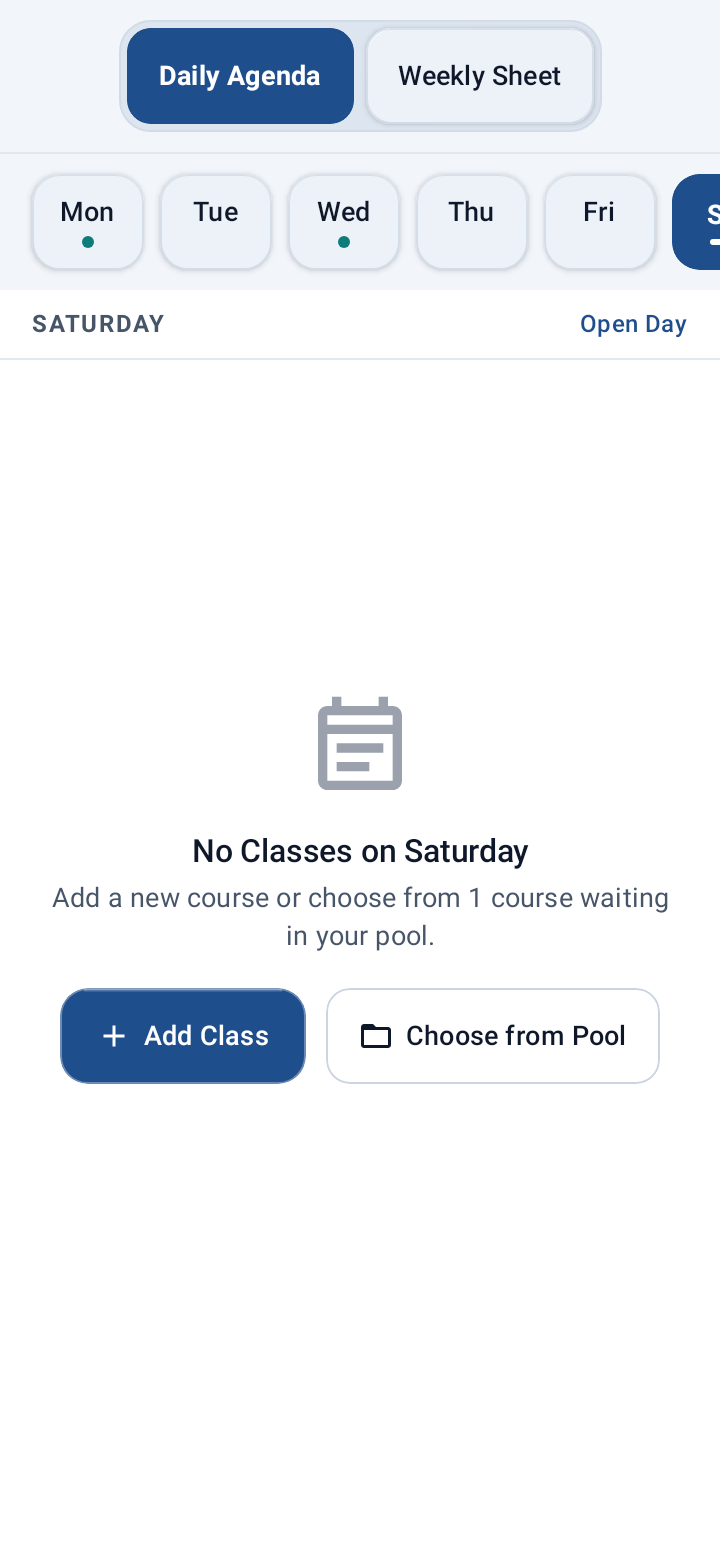 Daily Agenda
Weekly Sheet
Mon
Tue
Wed
Thu
Fri
SATURDAY
Open Day
No Classes on Saturday
Add a new course or choose from 1 course waiting
in your pool.
Add Class
Choose from Pool